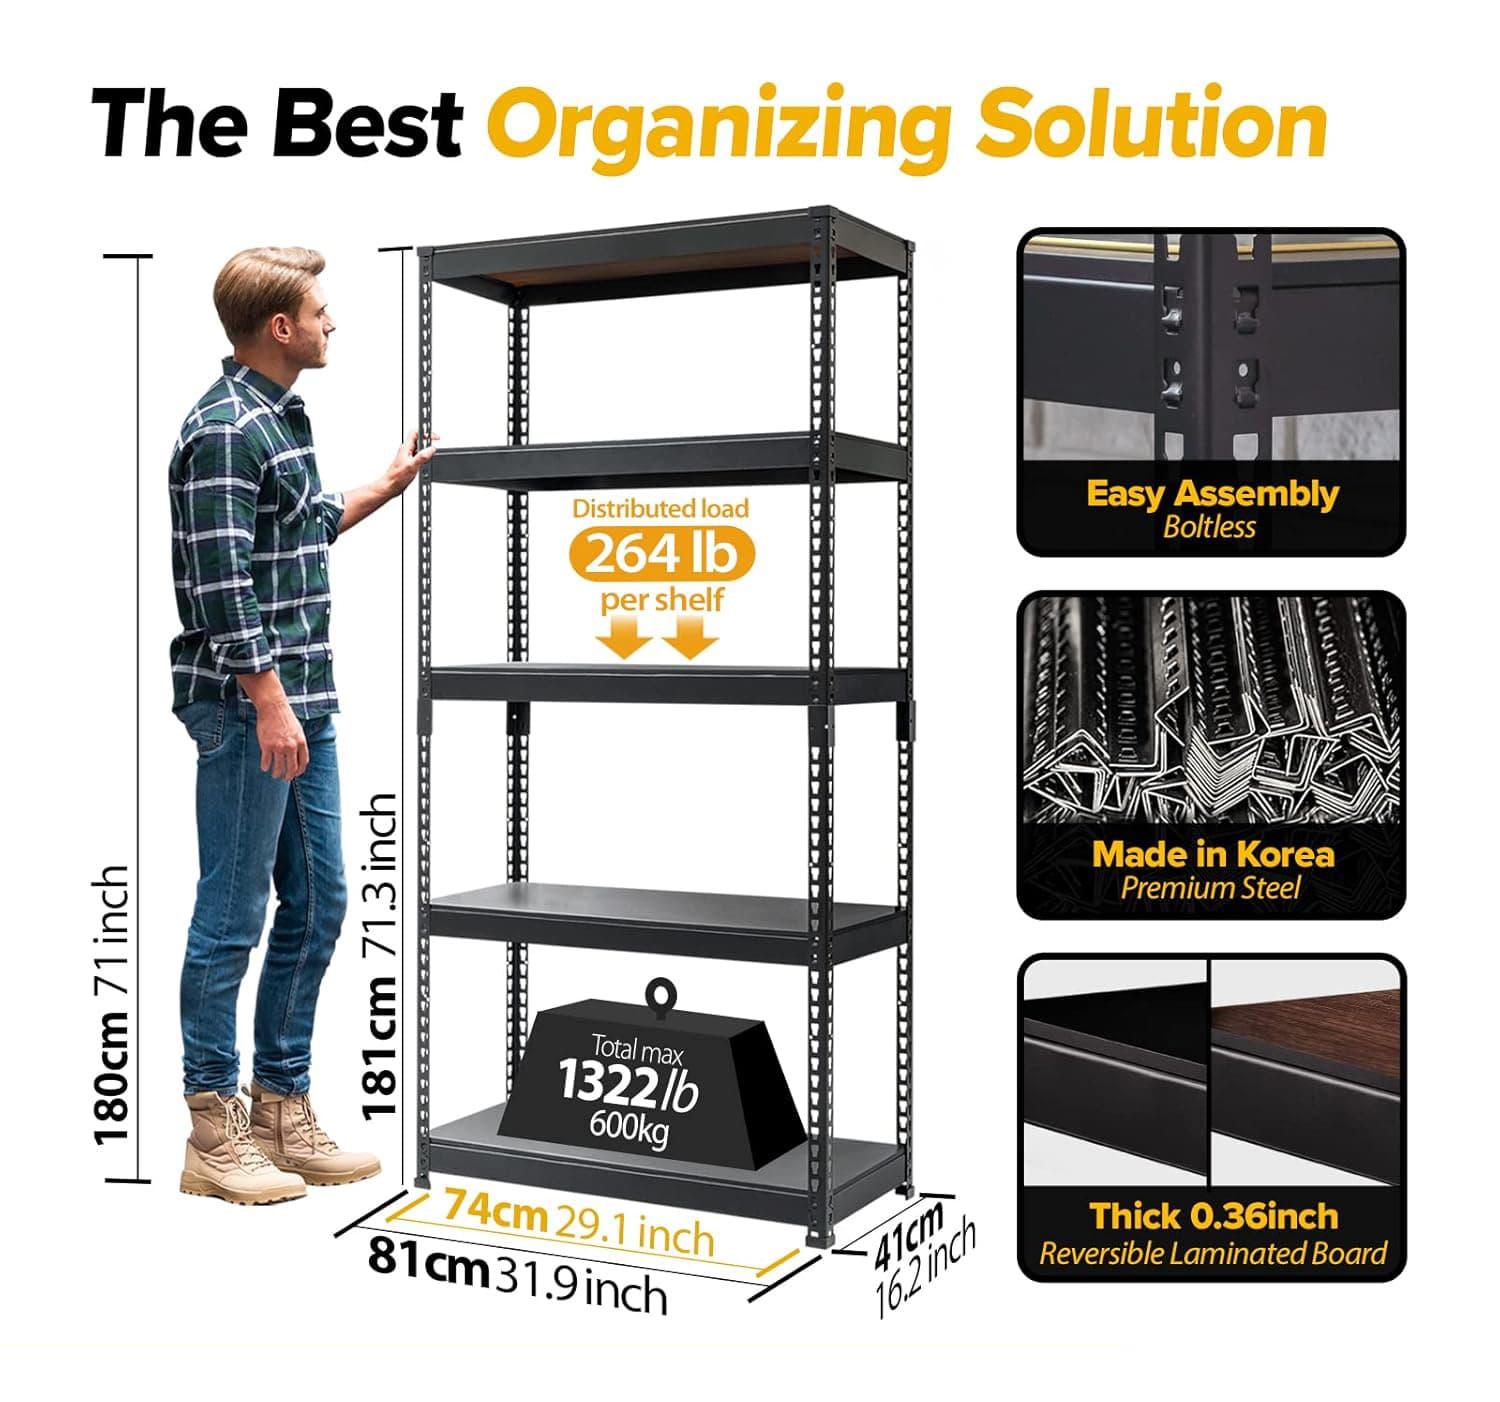 The Best Organizing Solution
180cm 71 inch
181cm 71.3 inch
Distributed load
264 lb
per shelf
Total max
1322 lb
600kg
74cm 29.1 inch
81cm 31.9 inch
41cm
16.2 inch
Easy Assembly
Boltless
Made in Korea
Premium Steel
Thick 0.36inch
Reversible Laminated Board